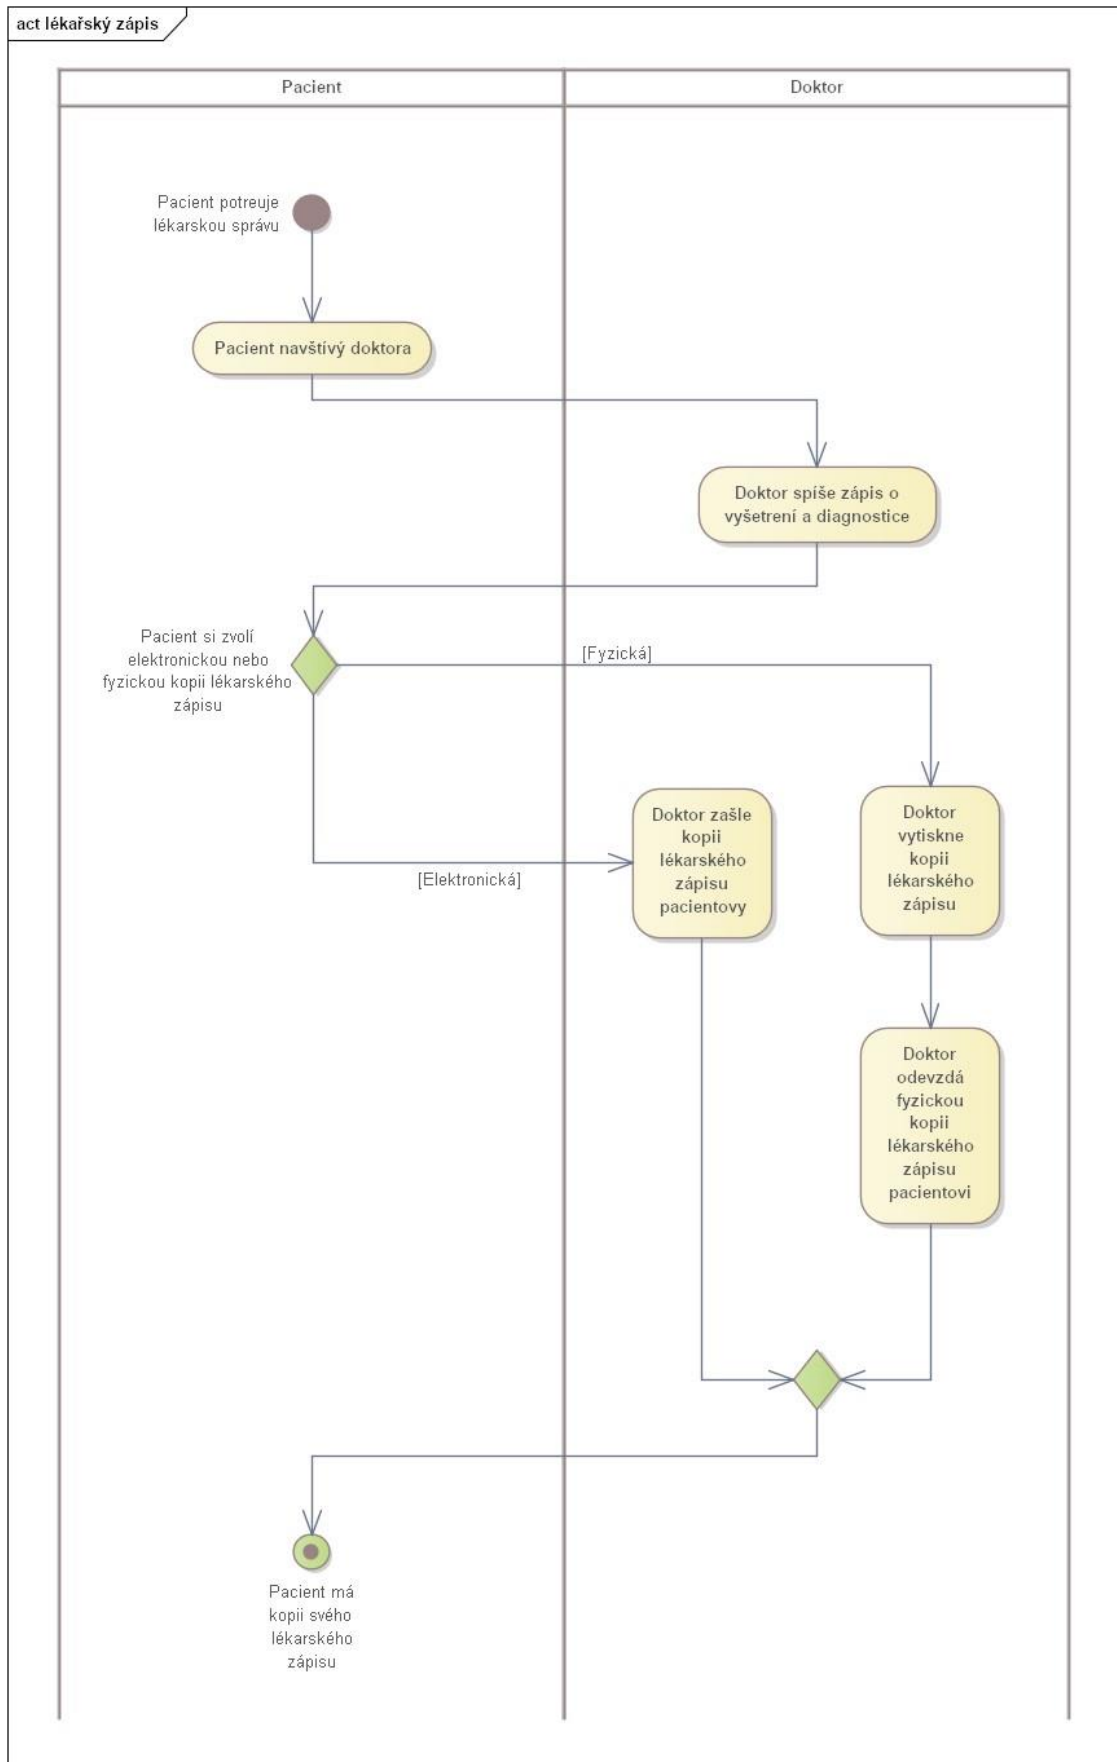 act lékařský zápis
Pacient
Doktor
Pacient potreuje
lékarskou správu
Pacient navštívý doktora
Doktor spíše zápis o
vyšetrení a diagnostice
Pacient si zvolí
elektronickou nebo
fyzickou kopii lékarského
zápisu
[Fyzická]
[Elektronická]
Doktor zašle
kopii
lékarského
zápisu
pacientovy
Doktor
vytiskne
kopii
lékarského
zápisu
Doktor
odevzdá
fyzickou
kopii
lékarského
zápisu
pacientovi
Pacient má
kopii svého
lékarského
zápisu